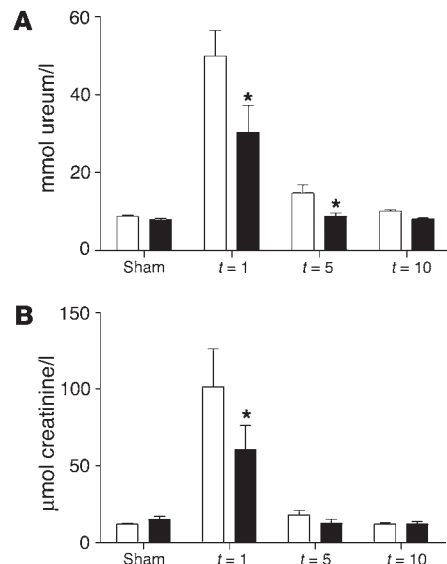 A
mmol ureum/l
60
40
20
0
*
*
Sham
t = 1
t = 5
t = 10
B
μmol creatinine/l
150
100
50
0
*
Sham
t = 1
t = 5
t = 10